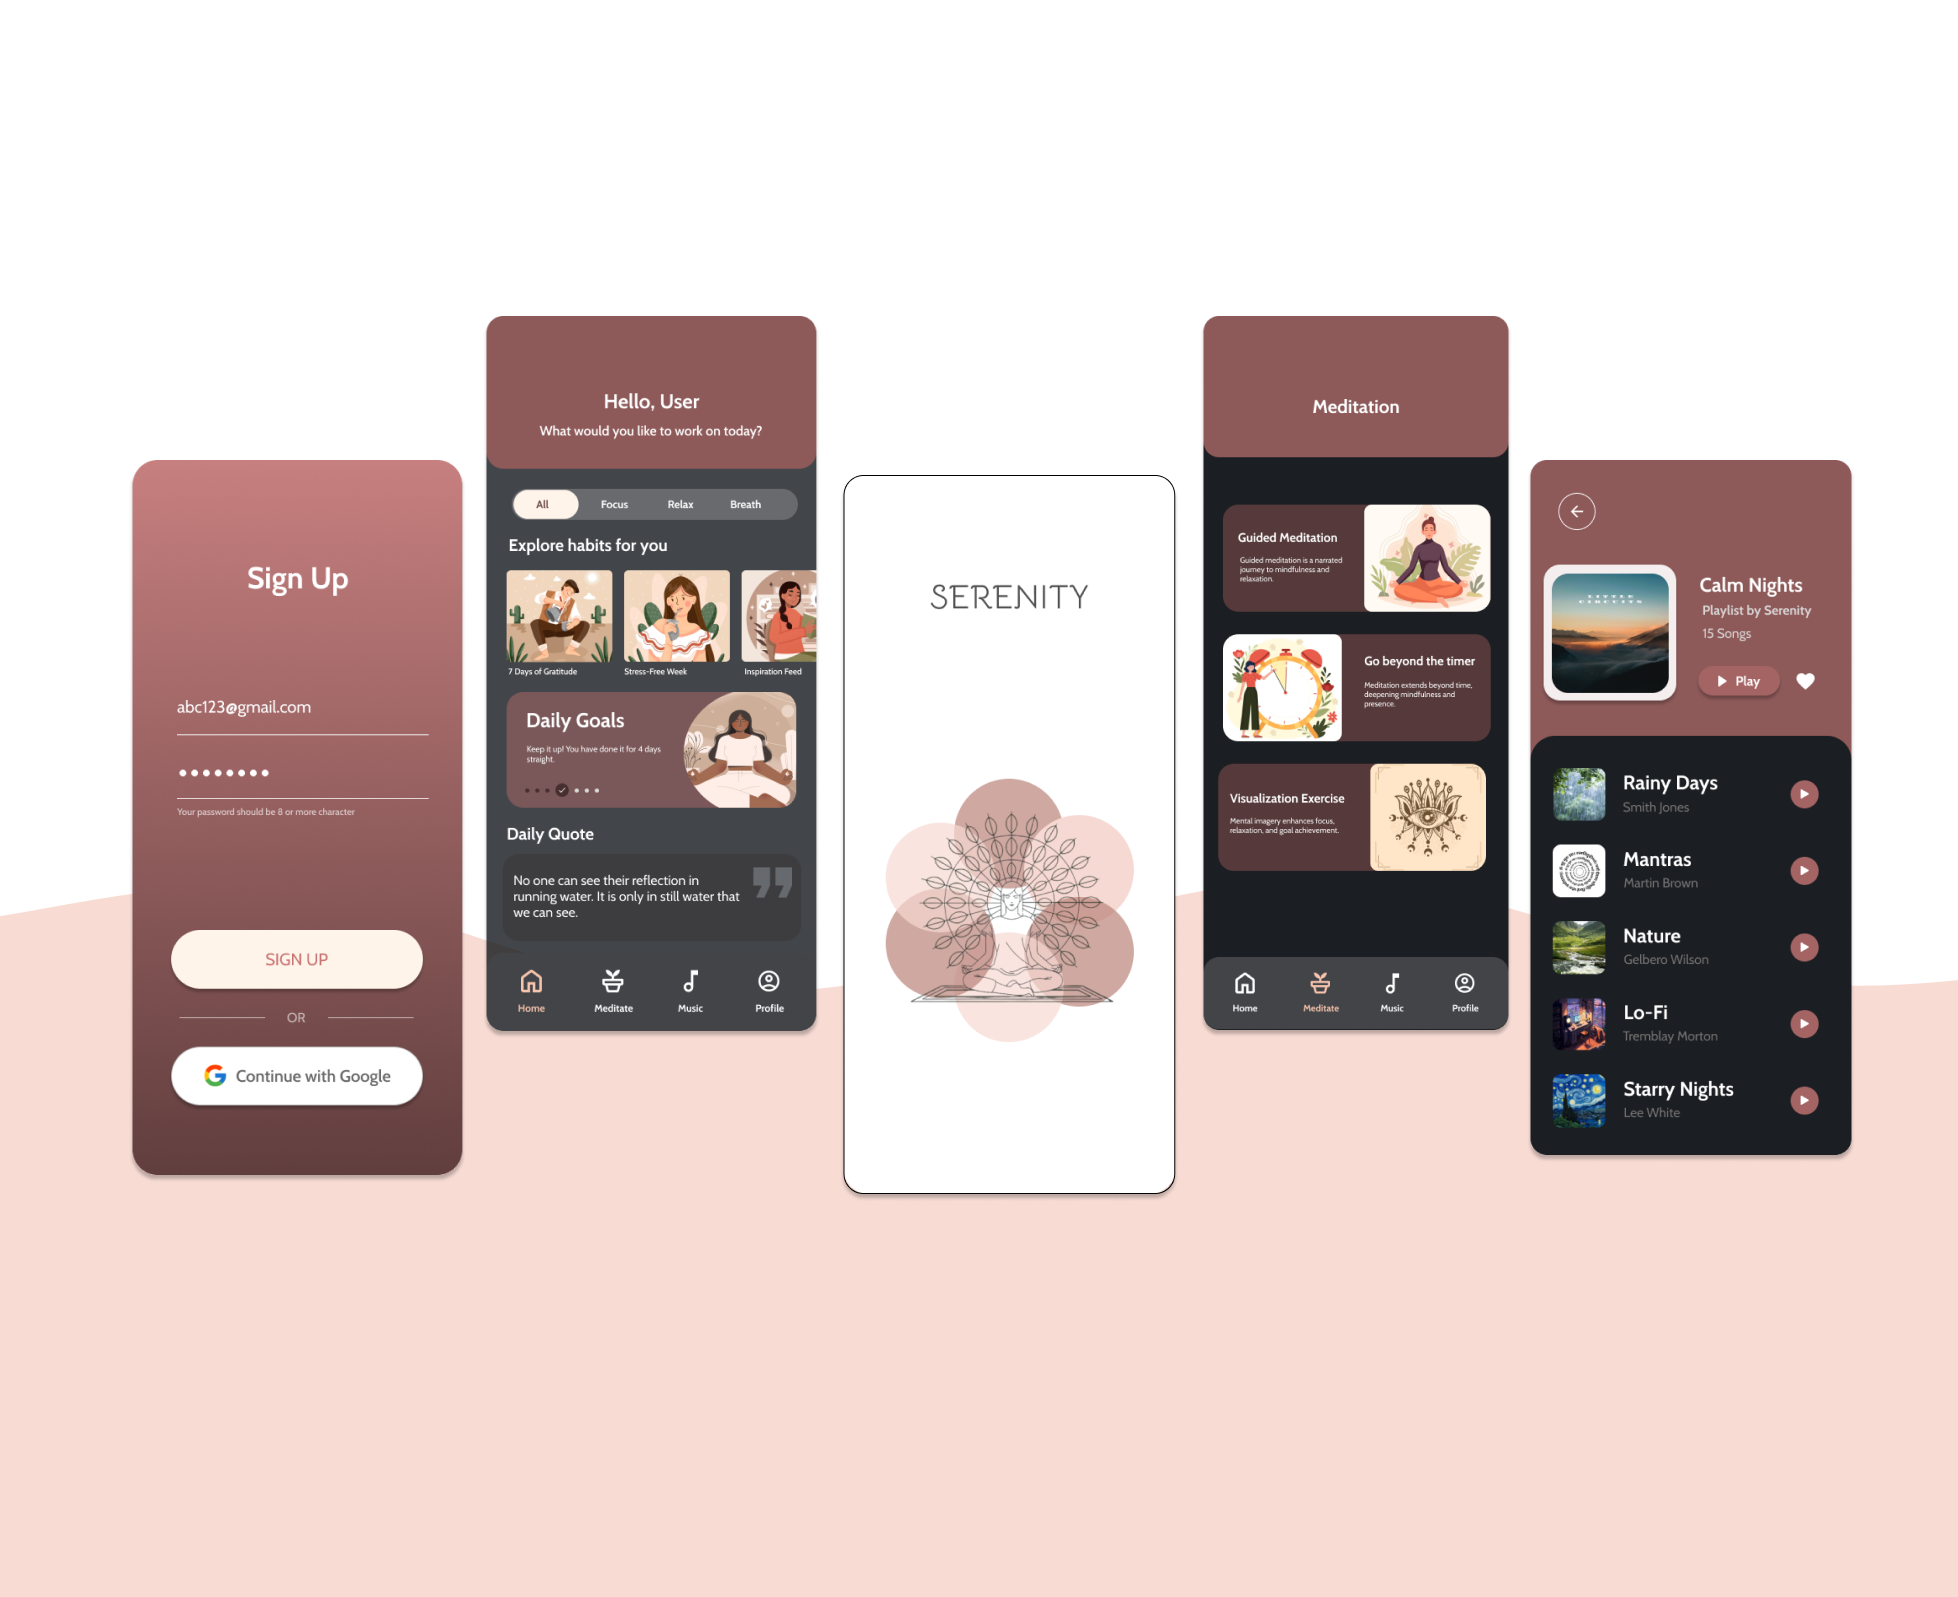 Sign Up
abc123@gmail.com
Your password should be 8 or more character
SIGN UP
OR
Continue with Google
Hello, User
What would you like to work on today?
All Focus Relax Breath
Explore habits for you
7 Days of Gratitude Stress-Free Week Inspiration Feed
Daily Goals
Keep it up! You have done it for 4 days
straight.
Daily Quote
No one can see their reflection in
running water. It is only in still water that
we can see.
Home Meditate Music Profile
SERENITY
Meditation
Guided Meditation
Guided meditation is a narrated
journey to mindfulness and
relaxation.
Go beyond the timer
Meditation extends beyond time,
deepening mindfulness and
presence.
Visualization Exercise
Mental imagery enhances focus,
relaxation, and goal achievement.
Home Meditate Music Profile
LITTLE
Calm Nights
Playlist by Serenity
15 Songs
Play
Rainy Days
Smith Jones
Mantras
Martin Brown
Nature
Gelbero Wilson
Lo-Fi
Tremblay Morton
Starry Nights
Lee White